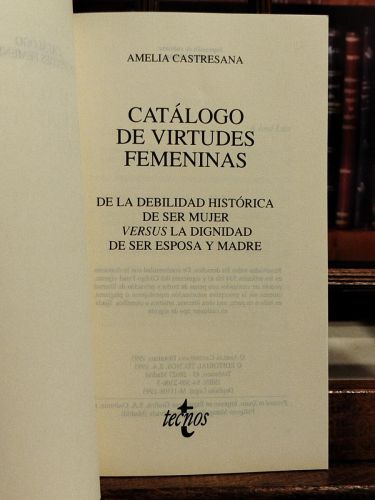 AMELIA CASTRESANA
CATÁLOGO
DE VIRTUDES
FEMENINAS
DE LA DEBILIDAD HISTÓRICA
DE SER MUJER
VERSUS LA DIGNIDAD
DE SER ESPOSA Y MADRE
tecnos